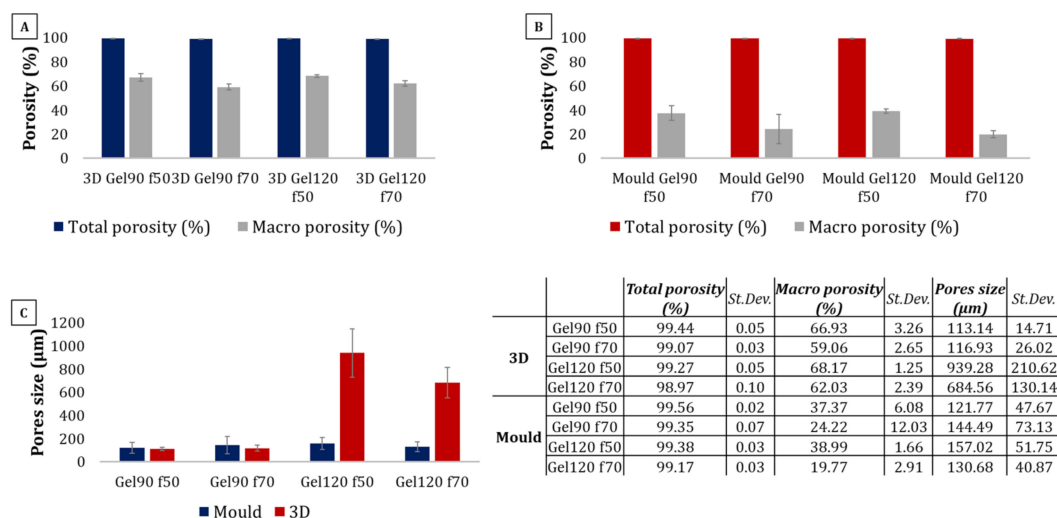 A
Porosity (%)
100
80
60
40
20
0
3D Gel90 f50 3D Gel90 f70 3D Gel120 3D Gel120
f50 f70
Total porosity (%) Macro porosity (%)
B
Porosity (%)
100
80
60
40
20
0
Mould Gel90 Mould Gel90 Mould Gel120 Mould Gel120
f50 f70 f50 f70
Total porosity (%) Macro porosity (%)
C
Pores size (µm)
1200
1000
800
600
400
200
0
Gel90 f50 Gel90 f70 Gel120 f50 Gel120 f70
Mould 3D
Total porosity (%) St.Dev. Macro porosity (%) St.Dev. Pores size (µm) St.Dev.
3D
Gel90 f50 99.44 0.05 66.93 3.26 113.14 14.71
Gel90 f70 99.07 0.03 59.06 2.65 116.93 26.02
Gel120 f50 99.27 0.05 68.17 1.25 939.28 210.62
Gel120 f70 98.97 0.10 62.03 2.39 684.56 130.14
Mould
Gel90 f50 99.56 0.02 37.37 6.08 121.77 47.67
Gel90 f70 99.35 0.07 24.22 12.03 144.49 73.13
Gel120 f50 99.38 0.03 38.99 1.66 157.02 51.75
Gel120 f70 99.17 0.03 19.77 2.91 130.68 40.87